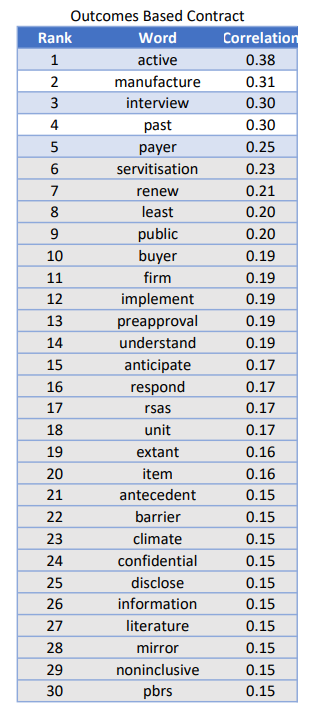 Outcomes Based Contract
Rank Word Correlation
1 active 0.38
2 manufacture 0.31
3 interview 0.30
4 past 0.30
5 payer 0.25
6 servitisation 0.23
7 renew 0.21
8 least 0.20
9 public 0.20
10 buyer 0.19
11 firm 0.19
12 implement 0.19
13 preapproval 0.19
14 understand 0.19
15 anticipate 0.17
16 respond 0.17
17 rsas 0.17
18 unit 0.17
19 extant 0.16
20 item 0.16
21 antecedent 0.15
22 barrier 0.15
23 climate 0.15
24 confidential 0.15
25 disclose 0.15
26 information 0.15
27 literature 0.15
28 mirror 0.15
29 noninclusive 0.15
30 pbrs 0.15